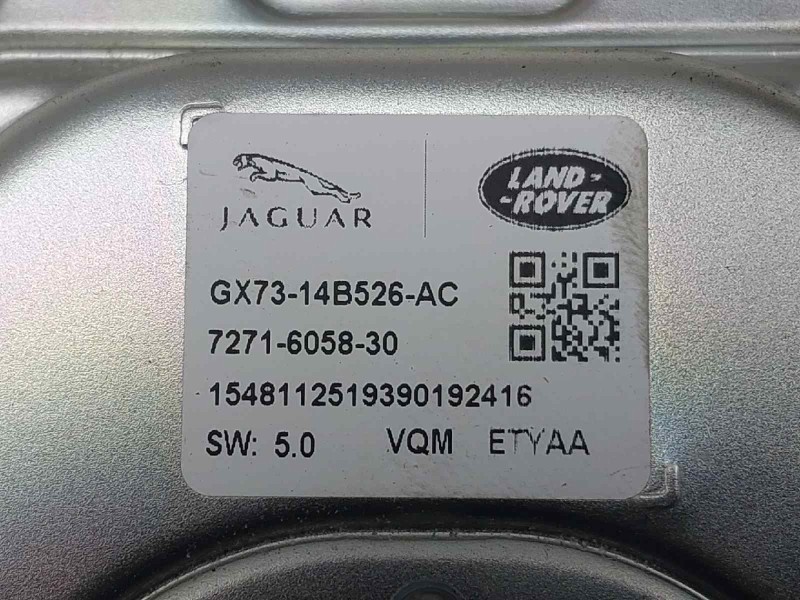 JAGUAR
LAND-
-ROVER
GX73-14B526-AC
7271-6058-30
1548112519390192416
SW: 5.0 VQM ETYAA